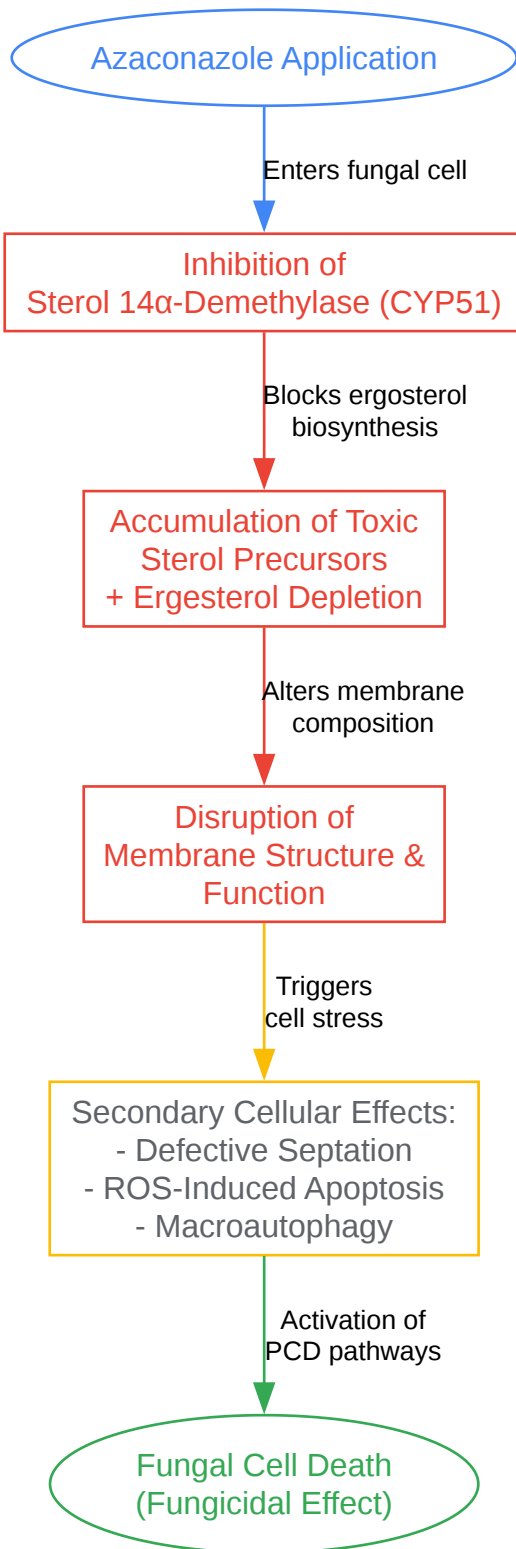 Azaconazole Application
Enters fungal cell
Inhibition of
Sterol 14α-Demethylase (CYP51)
Blocks ergosterol
biosynthesis
Accumulation of Toxic
Sterol Precursors
+ Ergesterol Depletion
Alters membrane
composition
Disruption of
Membrane Structure &
Function
Triggers
cell stress
Secondary Cellular Effects:
- Defective Septation
- ROS-Induced Apoptosis
- Macroautophagy
Activation of
PCD pathways
Fungal Cell Death
(Fungicidal Effect)